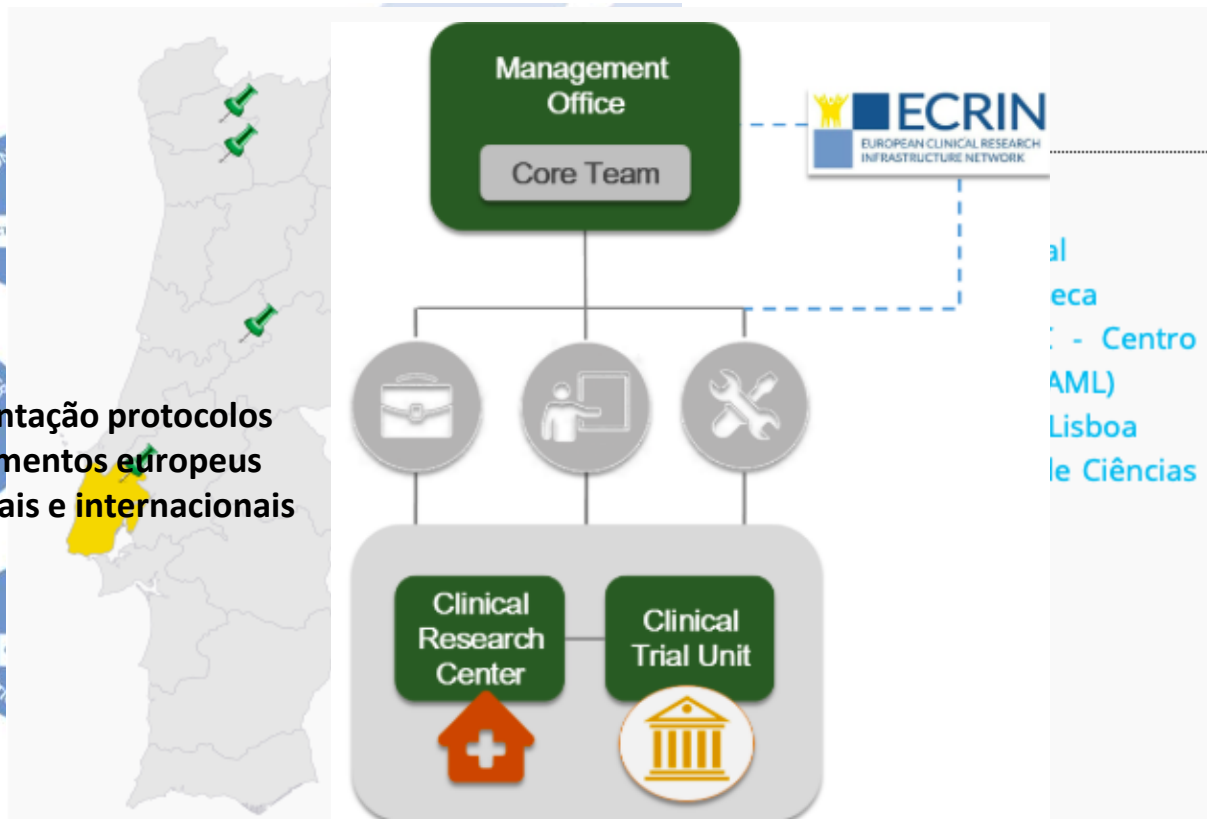 Management
Office
Core Team
ECRIN
EUROPEAN CLINICAL RESEARCH
INFRASTRUCTURE NETWORK
al
eca
- Centro
AML)
Lisboa
le Ciências
ntação protocolos
mentos europeus
ais e internacionais
Clinical
Research
Center
Clinical
Trial Unit